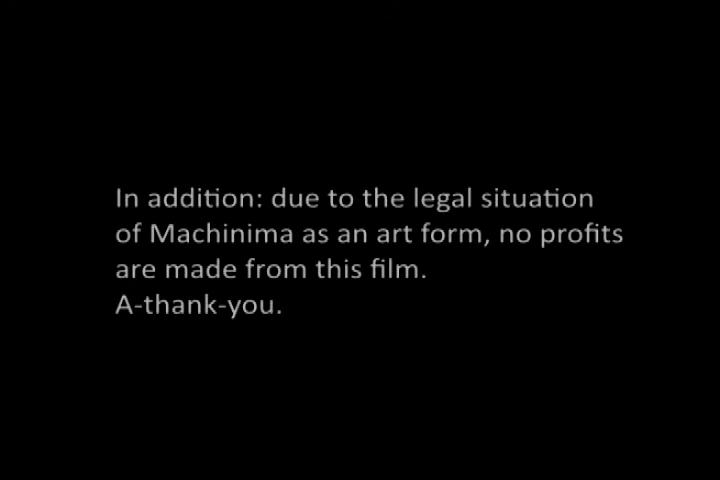 In addition: due to the legal situation
of Machinima as an art form, no profits
are made from this film.
A-thank-you.